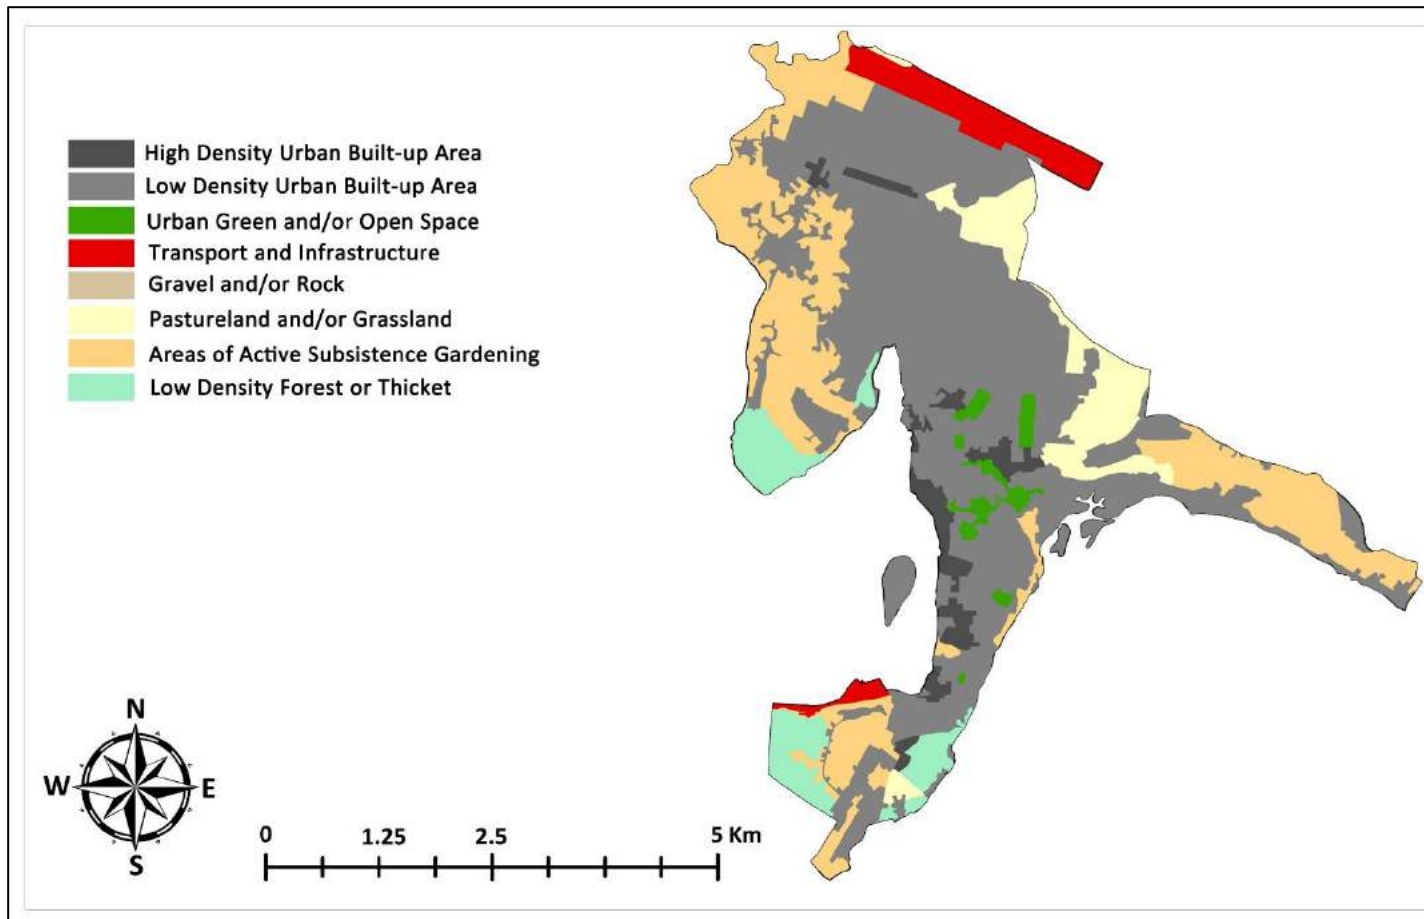 High Density Urban Built-up Area
Low Density Urban Built-up Area
Urban Green and/or Open Space
Transport and Infrastructure
Gravel and/or Rock
Pastureland and/or Grassland
Areas of Active Subsistence Gardening
Low Density Forest or Thicket
N
W E
S
0 1.25 2.5 5 Km